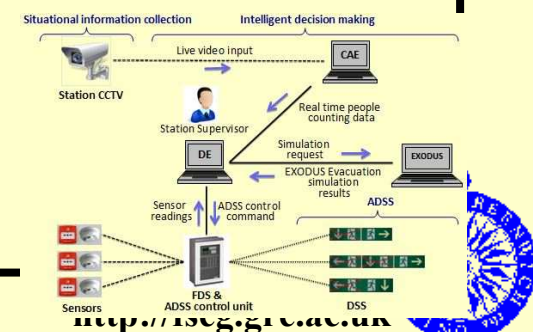 Situational information collection
Intelligent decision making
Live video input
CAE
Station CCTV
Real time people
counting data
Station Supervisor
Simulation
request
DE
EXODUS
EXODUS Evacuation
simulation
results
Sensor
readings
ADSS control
command
ADSS
FDS &
ADSS control unit
Sensors
DSS